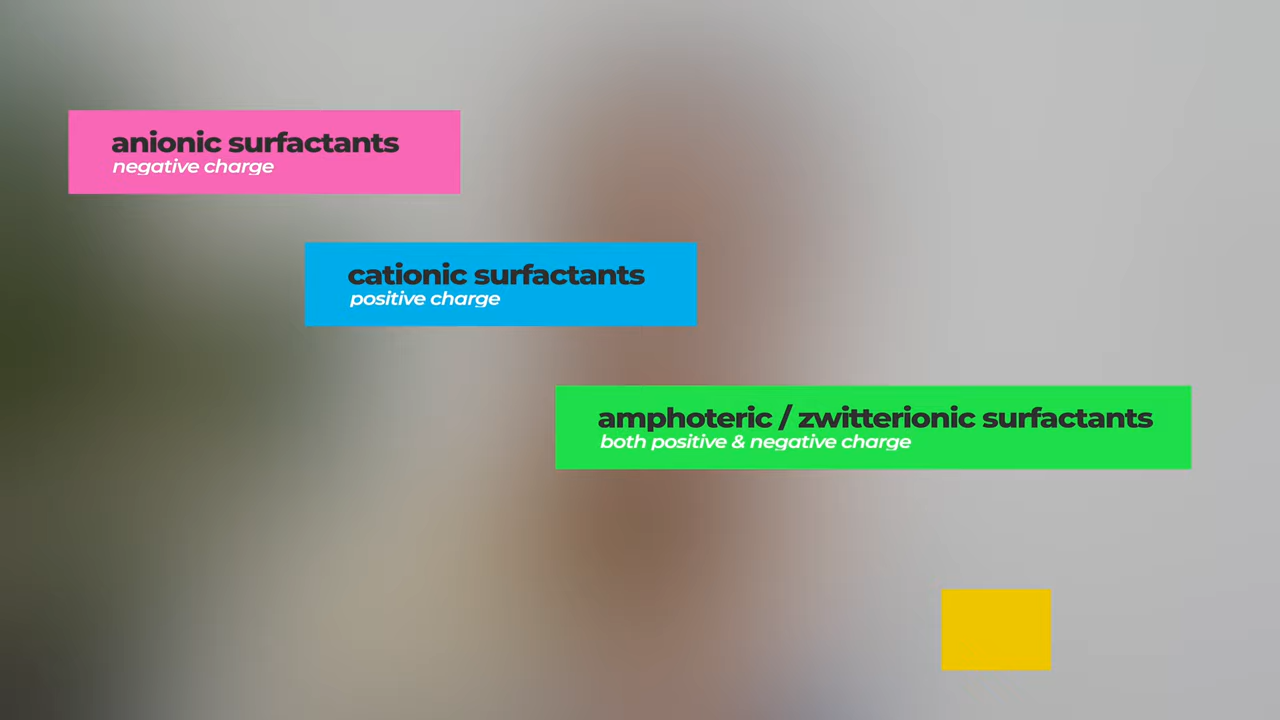 anionic surfactants
negative charge
cationic surfactants
positive charge
amphoteric / zwitterionic surfactants
both positive & negative charge